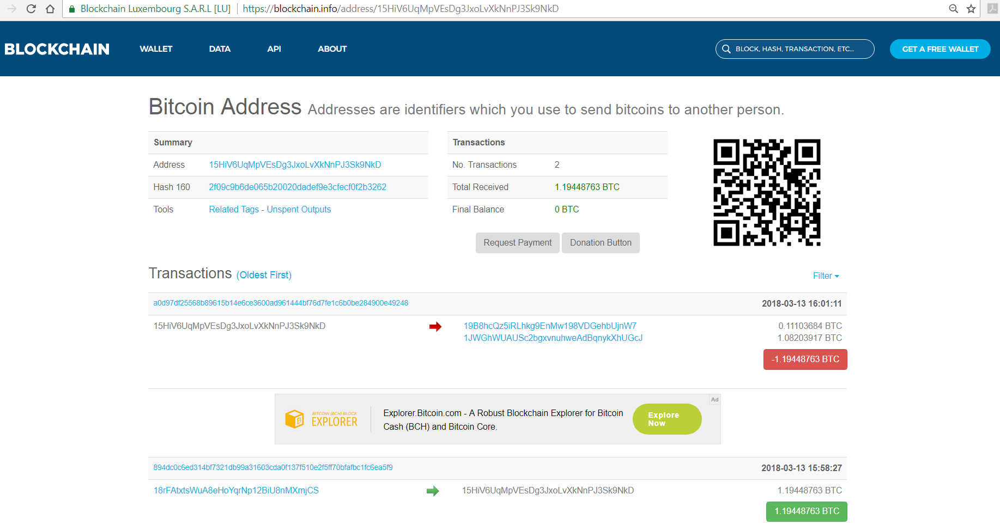 Blockchain Luxembourg S.A.R.L [LU] https://blockchain.info/address/15HiV6UqMpVEsDg3JxoLvXkNnPJ3Sk9NkD
BLOCKCHAIN WALLET DATA API ABOUT BLOCK, HASH, TRANSACTION, ETC... GET A FREE WALLET
Bitcoin Address Addresses are identifiers which you use to send bitcoins to another person.
Summary
Address 15HiV6UqMpVEsDg3JxoLvXkNnPJ3Sk9NkD
Hash 160 2f09c9b6de065b20020dadef9e3cfecf0f2b3262
Tools Related Tags - Unspent Outputs
Transactions
No. Transactions 2
Total Received 1.19448763 BTC
Final Balance 0 BTC
Request Payment Donation Button
Transactions (Oldest First) Filter
a0d97df25568b89615b14e6ce3600ad961444bf76d7fe1c6b0be284900e49248 2018-03-13 16:01:11
15HiV6UqMpVEsDg3JxoLvXkNnPJ3Sk9NkD 19B8hcQz5iRLhkg9EnMw198VDGehbUjnW7 0.11103684 BTC
1JWGhWUAUSc2bgxvnuhweAdBqnykXhUGcJ 1.08203917 BTC
-1.19448763 BTC
Ad
BITCOIN (BCH) BLOCK
EXPLORER
Explorer.Bitcoin.com - A Robust Blockchain Explorer for Bitcoin
Cash (BCH) and Bitcoin Core.
Explore
Now
894dc0c6ed314bf7321db99a31603cda0f137f510e2f5ff70bfafbc1fc6ea5f9 2018-03-13 15:58:27
18rFAtxtsWuA8eHoYqrNp12BiU8nMXmjCS 15HiV6UqMpVEsDg3JxoLvXkNnPJ3Sk9NkD 1.19448763 BTC
1.19448763 BTC